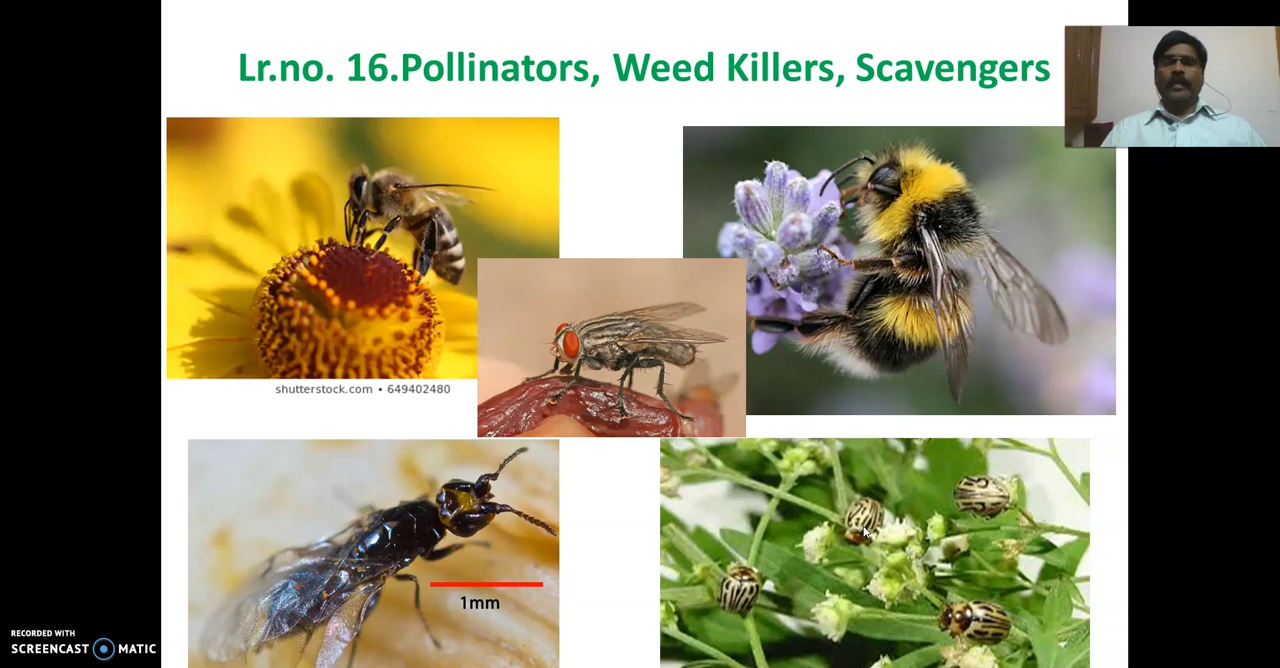 Lr.no. 16.Pollinators, Weed Killers, Scavengers
shutterstock.com • 649402480
1mm
RECORDED WITH
SCREENCAST MATIC